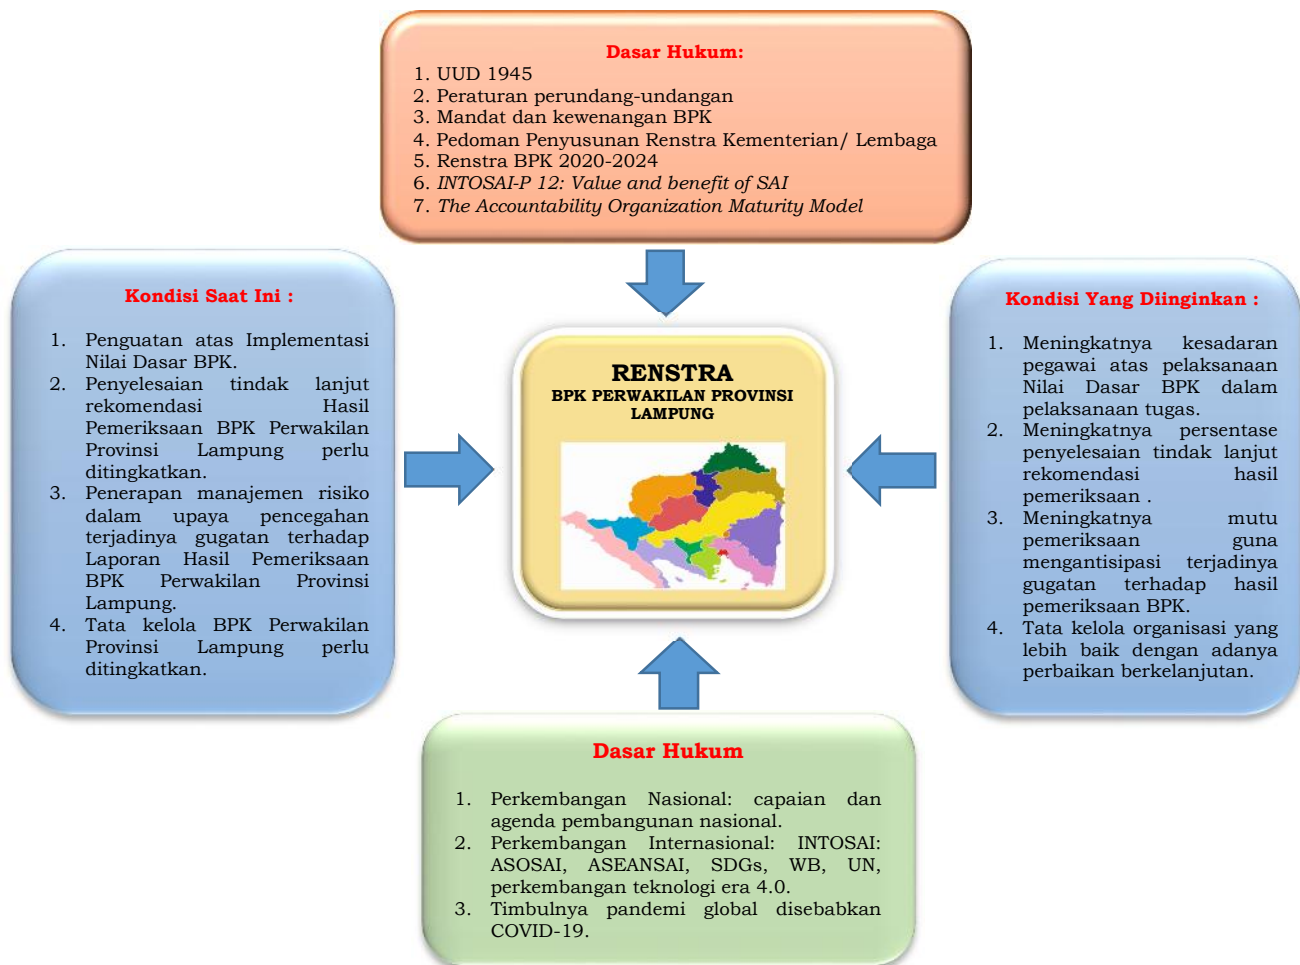 Dasar Hukum:
1. UUD 1945
2. Peraturan perundang-undangan
3. Mandat dan kewenangan BPK
4. Pedoman Penyusunan Renstra Kementerian/ Lembaga
5. Renstra BPK 2020-2024
6. INTOSAI-P 12: Value and benefit of SAI
7. The Accountability Organization Maturity Model
Kondisi Saat Ini :
1. Penguatan atas Implementasi
Nilai Dasar BPK.
2. Penyelesaian tindak lanjut
rekomendasi Hasil
Pemeriksaan BPK Perwakilan
Provinsi Lampung perlu
ditingkatkan.
3. Penerapan manajemen risiko
dalam upaya pencegahan
terjadinya gugatan terhadap
Laporan Hasil Pemeriksaan
BPK Perwakilan Provinsi
Lampung.
4. Tata kelola BPK Perwakilan
Provinsi Lampung perlu
ditingkatkan.
RENSTRA
BPK PERWAKILAN PROVINSI
LAMPUNG
Kondisi Yang Diinginkan :
1. Meningkatnya kesadaran
pegawai atas pelaksanaan
Nilai Dasar BPK dalam
pelaksanaan tugas.
2. Meningkatnya persentase
penyelesaian tindak lanjut
rekomendasi hasil
pemeriksaan .
3. Meningkatnya mutu
pemeriksaan guna
mengantisipasi terjadinya
gugatan terhadap hasil
pemeriksaan BPK.
4. Tata kelola organisasi yang
lebih baik dengan adanya
perbaikan berkelanjutan.
Dasar Hukum
1. Perkembangan Nasional: capaian dan
agenda pembangunan nasional.
2. Perkembangan Internasional: INTOSAI:
ASOSAI, ASEANSAI, SDGs, WB, UN,
perkembangan teknologi era 4.0.
3. Timbulnya pandemi global disebabkan
COVID-19.